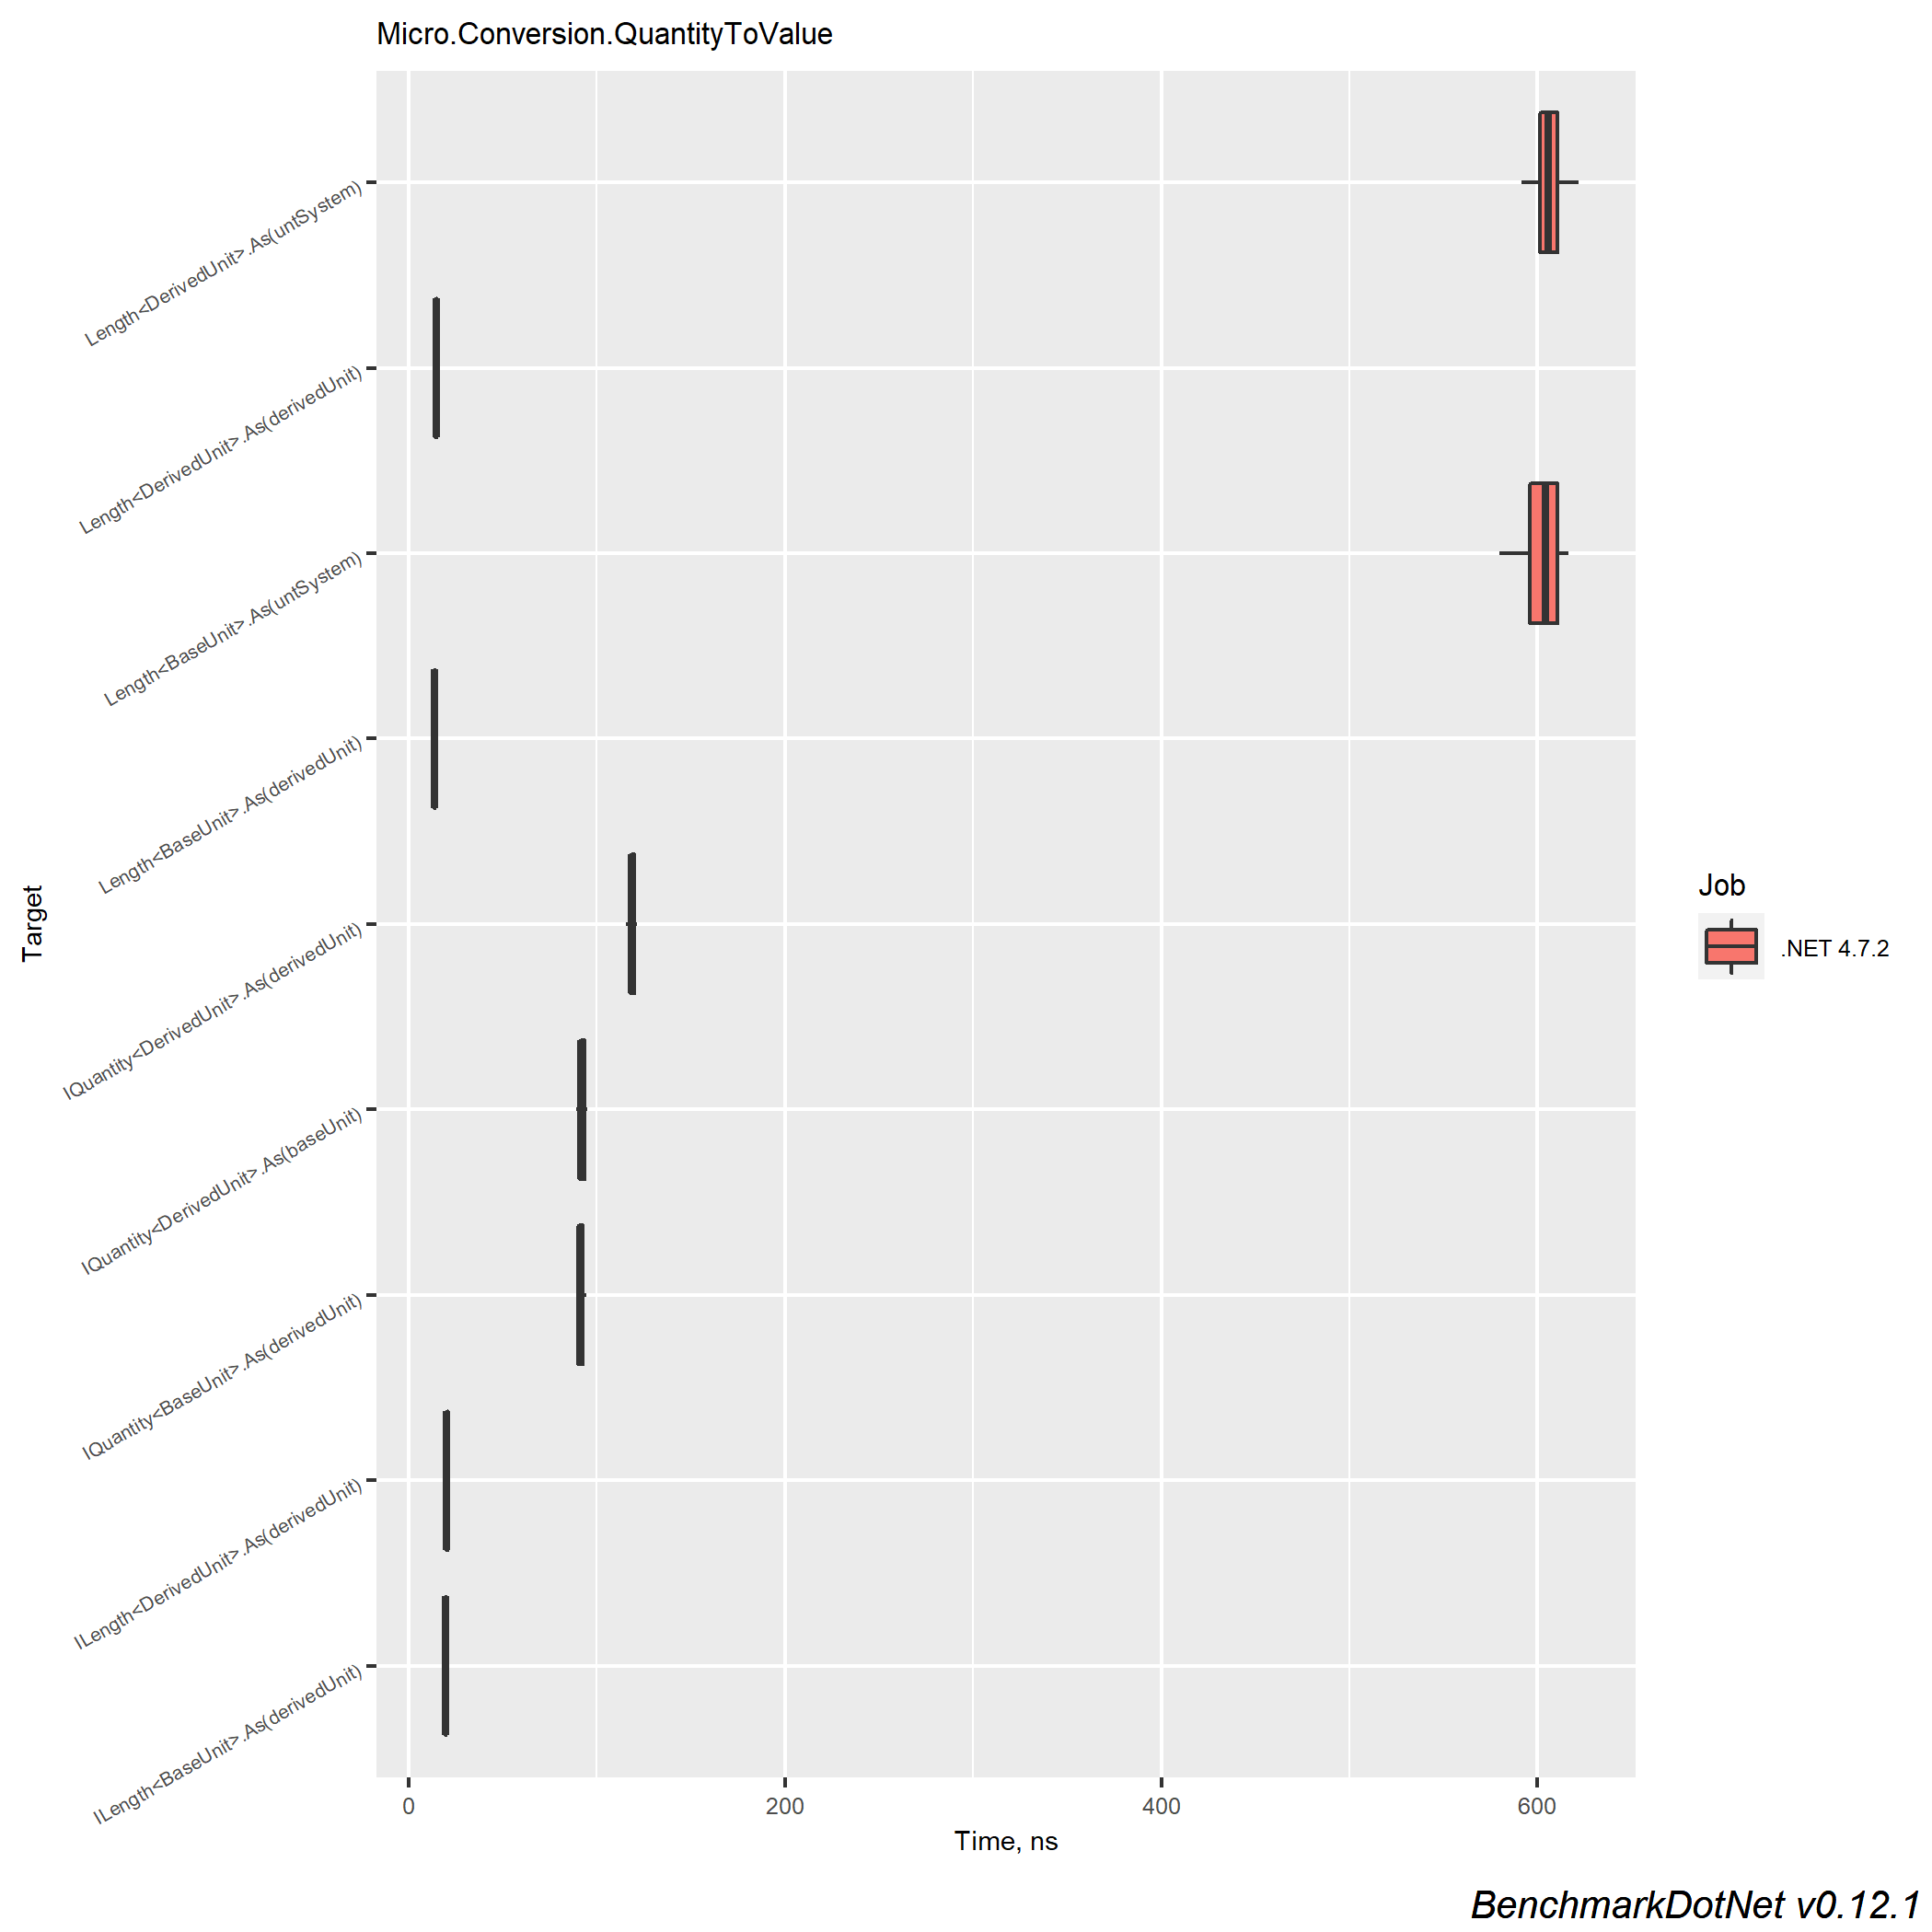 Micro.Conversion.QuantityToValue
Target
Length<DerivedUnit>.As(untSystem)
Length<DerivedUnit>.As(derivedUnit)
Length<BaseUnit>.As(untSystem)
Length<BaseUnit>.As(derivedUnit)
IQuantity<DerivedUnit>.As(derivedUnit)
IQuantity<DerivedUnit>.As(baseUnit)
IQuantity<BaseUnit>.As(derivedUnit)
ILength<DerivedUnit>.As(derivedUnit)
ILength<BaseUnit>.As(derivedUnit)
0 200 400 600
Time, ns
Job
.NET 4.7.2
BenchmarkDotNet v0.12.1